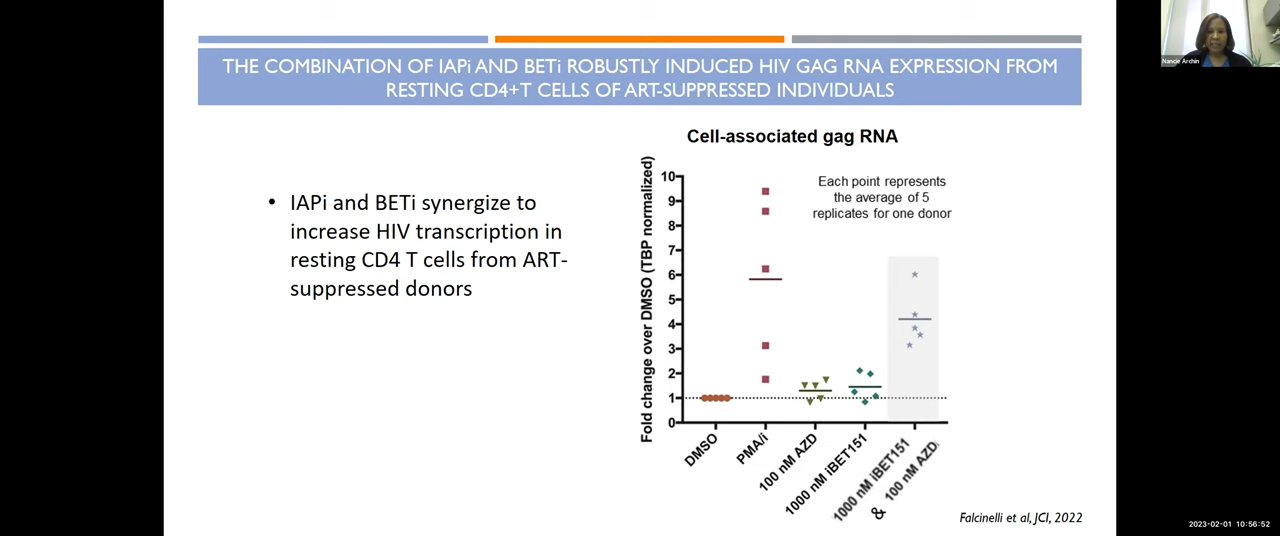 THE COMBINATION OF IAPi AND BETi ROBUSTLY INDUCED HIV GAG RNA EXPRESSION FROM
RESTING CD4+T CELLS OF ART-SUPPRESSED INDIVIDUALS
Nancie Archin
• IAPi and BETi synergize to
increase HIV transcription in
resting CD4 T cells from ART-
suppressed donors
Cell-associated gag RNA
Each point represents
the average of 5
replicates for one donor
Fold change over DMSO (TBP normalized)
10
9
8
7
6
5
4
3
2
1
0
DMSO
PMA/i
100 nM AZD
1000 nM iBET151
1000 nM iBET151
& 100 nM AZD
Falcinelli et al, JCI, 2022
2023-02-01 10:56:52